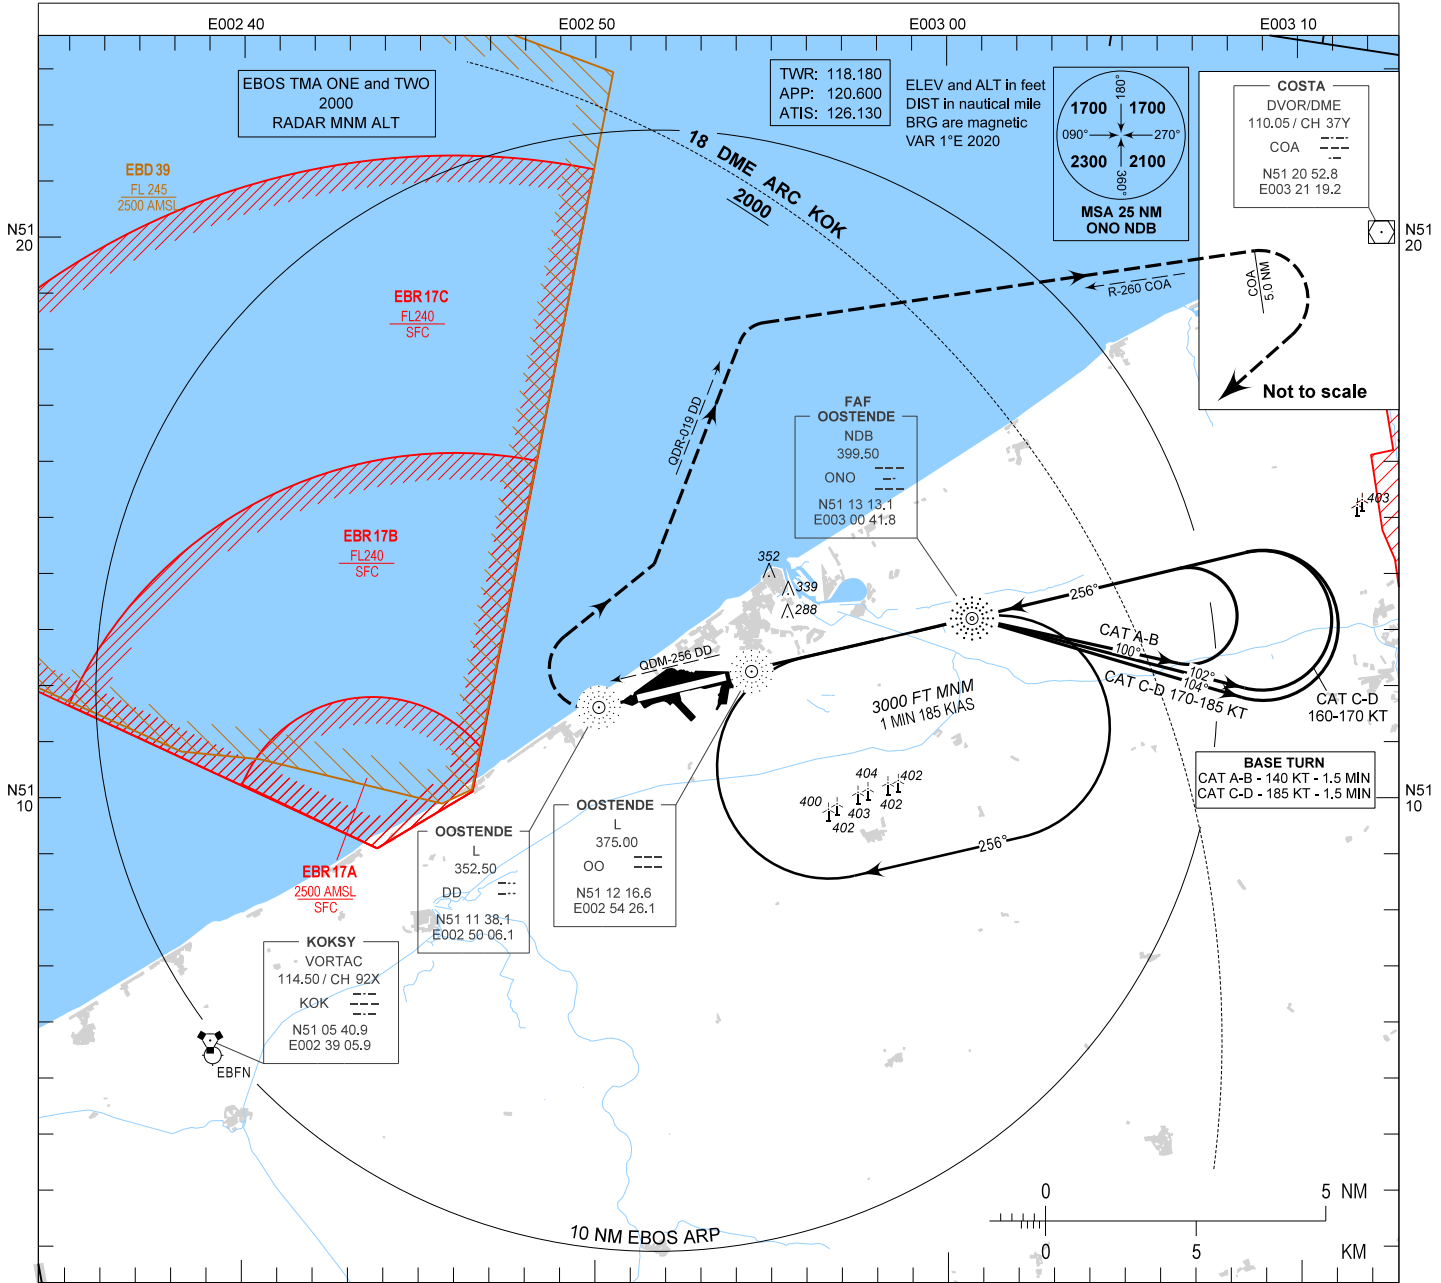 E002 40
E002 50
E003 00
E003 10
EBOS TMA ONE and TWO
2000
RADAR MNM ALT
TWR: 118.180
APP: 120.600
ATIS: 126.130
ELEV and ALT in feet
DIST in nautical mile
BRG are magnetic
VAR 1°E 2020
180°
1700
1700
090°
270°
2300
2100
360°
MSA 25 NM
ONO NDB
COSTA
DVOR/DME
110.05 / CH 37Y
COA
N51 20 52.8
E003 21 19.2
18 DME ARC KOK
2000
EBD 39
FL 245
2500 AMSL
N51
20
N51
20
R-260 COA
COA
5.0 NM
Not to scale
EBR 17C
FL240
SFC
QDR-019 DD
FAF
OOSTENDE
NDB
399.50
ONO
N51 13 13.1
E003 00 41.8
403
EBR 17B
FL240
SFC
352
339
288
256°
CAT A-B
100°
102°
104°
CAT C-D 170-185 KT
CAT C-D
160-170 KT
QDM-256 DD
3000 FT MNM
1 MIN 185 KIAS
BASE TURN
CAT A-B - 140 KT - 1.5 MIN
CAT C-D - 185 KT - 1.5 MIN
404
402
400
403
402
402
N51
10
N51
10
256°
OOSTENDE
L
375.00
OO
N51 12 16.6
E002 54 26.1
OOSTENDE
L
352.50
DD
N51 11 38.1
E002 50 06.1
EBR 17A
2500 AMSL
SFC
KOKSY
VORTAC
114.50 / CH 92X
KOK
N51 05 40.9
E002 39 05.9
EBFN
10 NM EBOS ARP
0
5 NM
0
5
KM